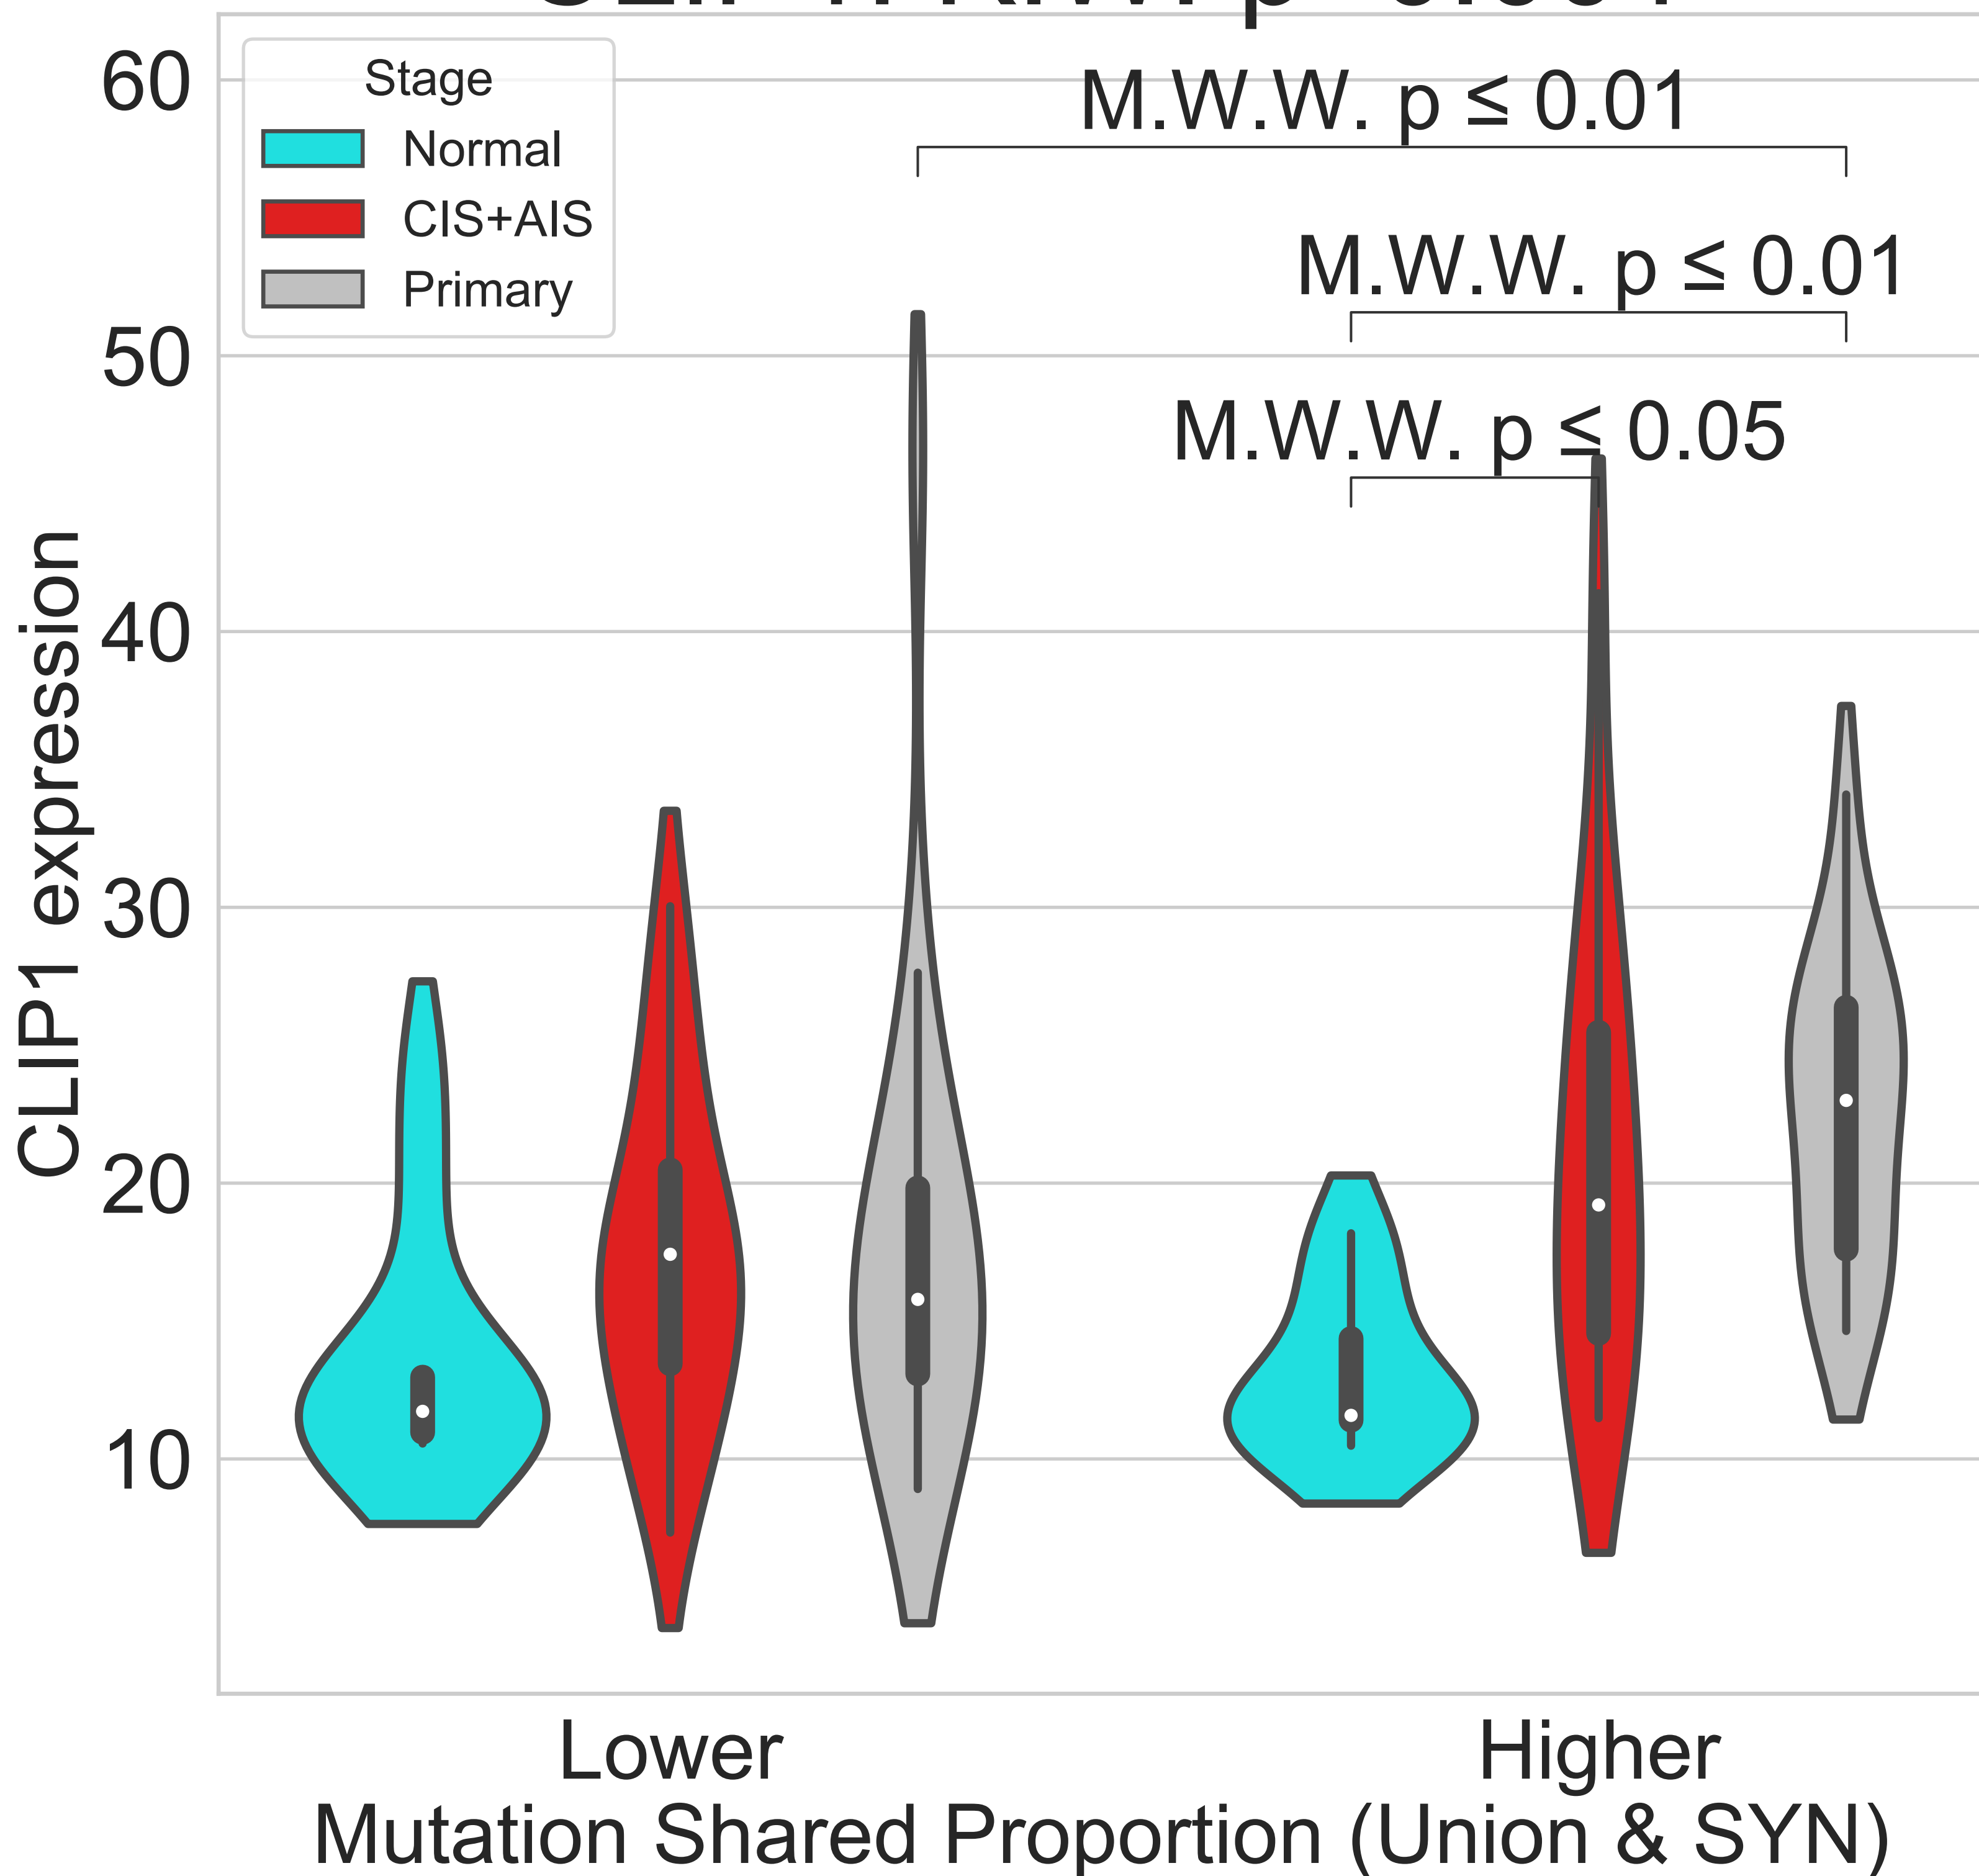 60
50
40
30
20
10
CLIP1 expression
Stage
Normal
CIS+AIS
Primary
M.W.W. p ≤ 0.01
M.W.W. p ≤ 0.01
M.W.W. p ≤ 0.05
Lower
Higher
Mutation Shared Proportion (Union & SYN)